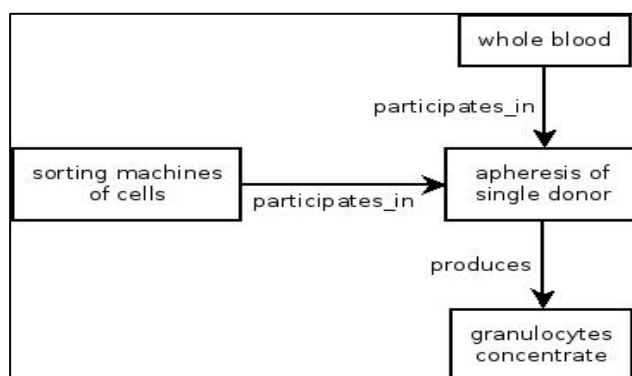 whole blood
participates_in
sorting machines
of cells
participates_in
apheresis of
single donor
produces
granulocytes
concentrate